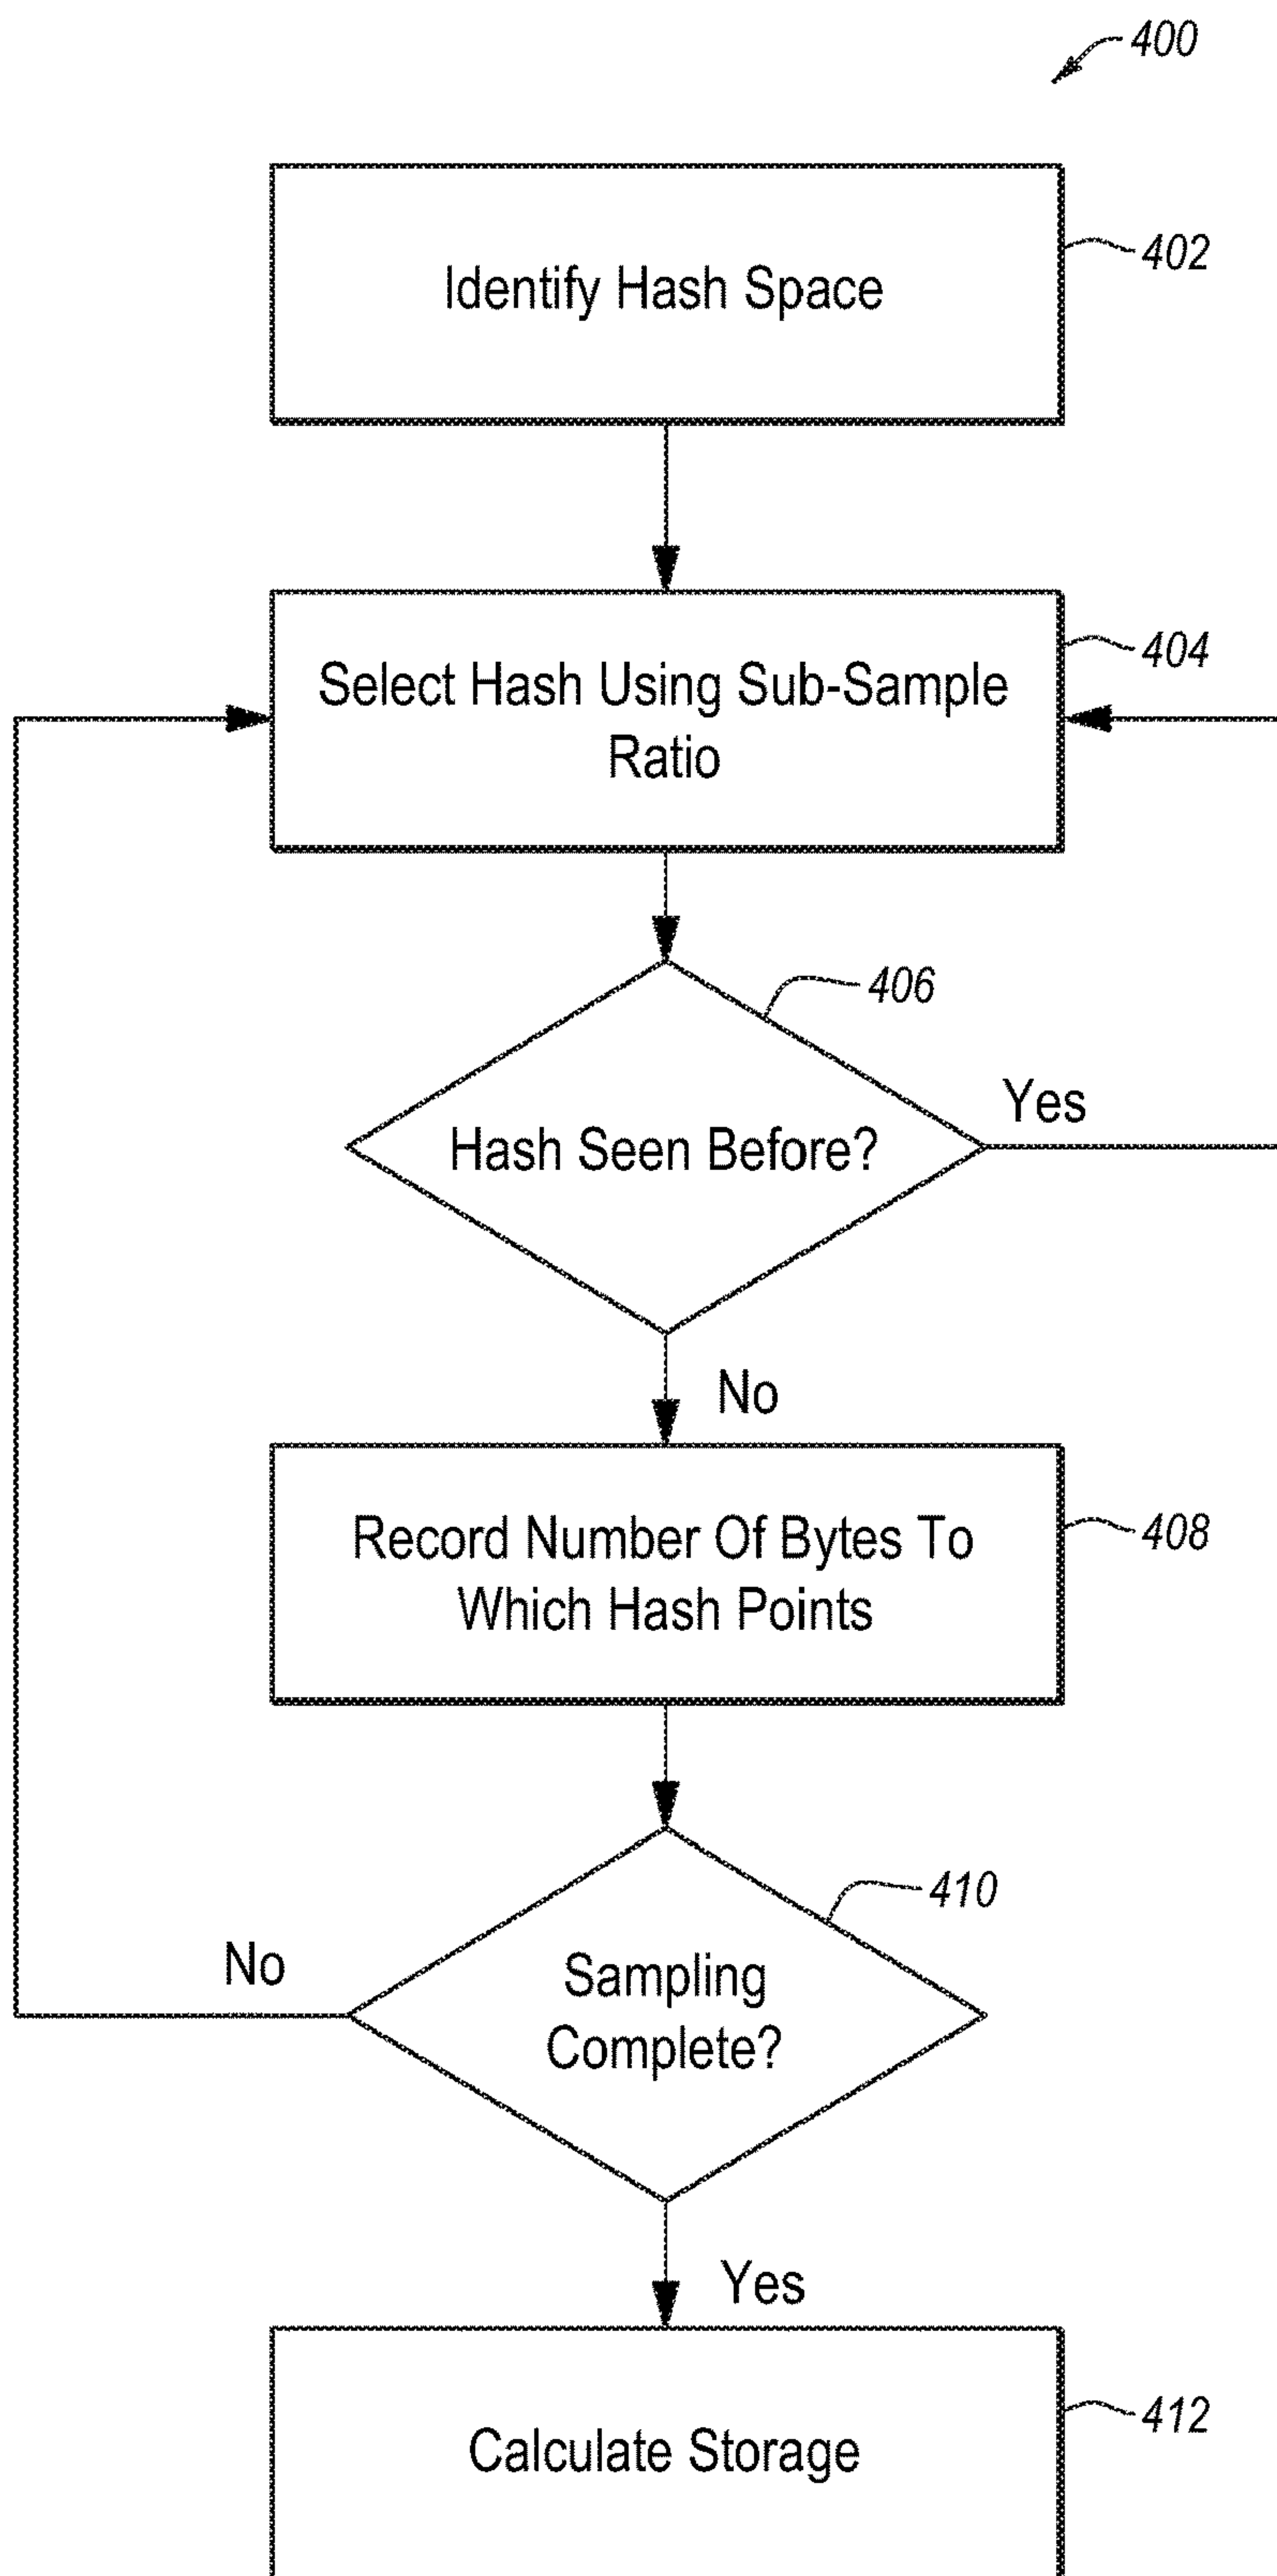 400
Identify Hash Space
402
Select Hash Using Sub-Sample
Ratio
404
406
Hash Seen Before?
Yes
No
Record Number Of Bytes To
Which Hash Points
408
410
Sampling
Complete?
No
Yes
Calculate Storage
412